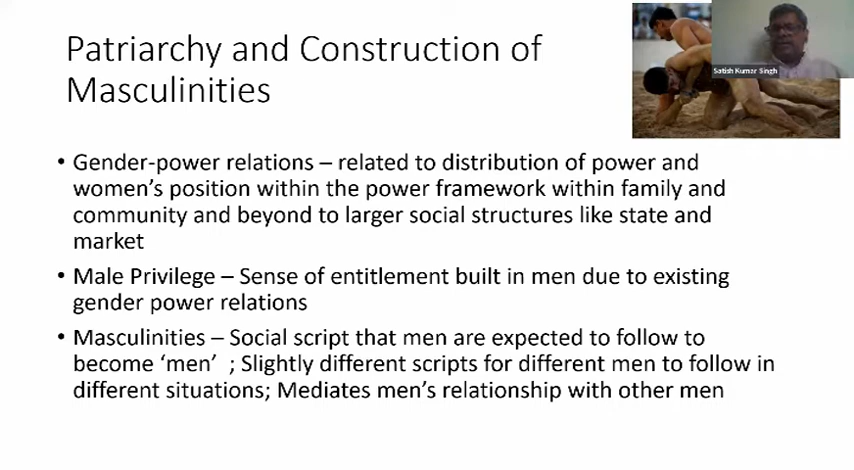 Patriarchy and Construction of
Masculinities
Satish Kumar Singh
• Gender-power relations – related to distribution of power and
women's position within the power framework within family and
community and beyond to larger social structures like state and
market
• Male Privilege – Sense of entitlement built in men due to existing
gender power relations
• Masculinities – Social script that men are expected to follow to
become 'men'  ; Slightly different scripts for different men to follow in
different situations; Mediates men's relationship with other men